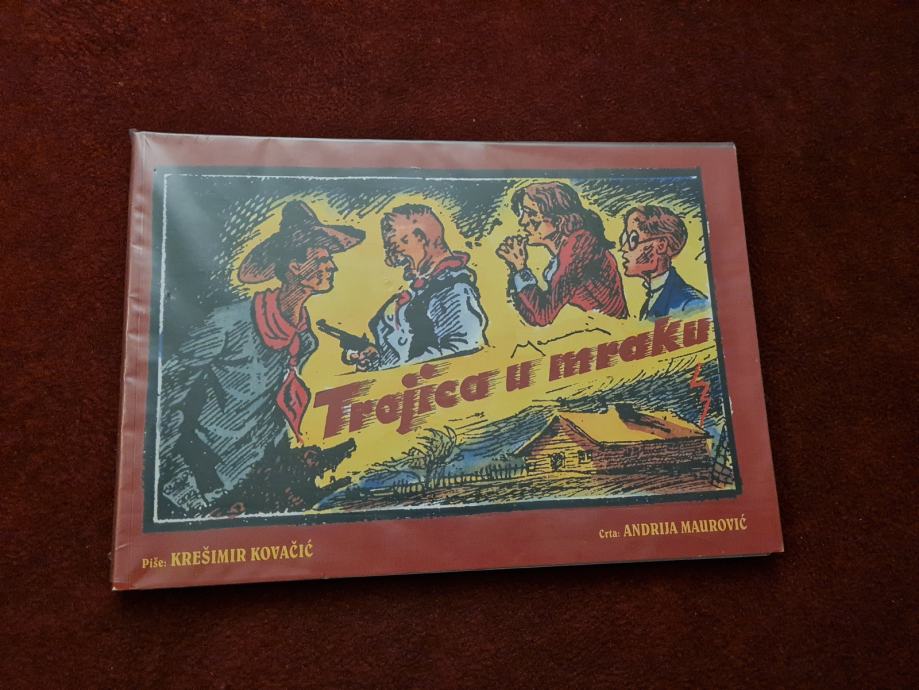 Trojica u mraku
Piše: KREŠIMIR KOVAČIĆ
Crta: ANDRIJA MAUROVIĆ